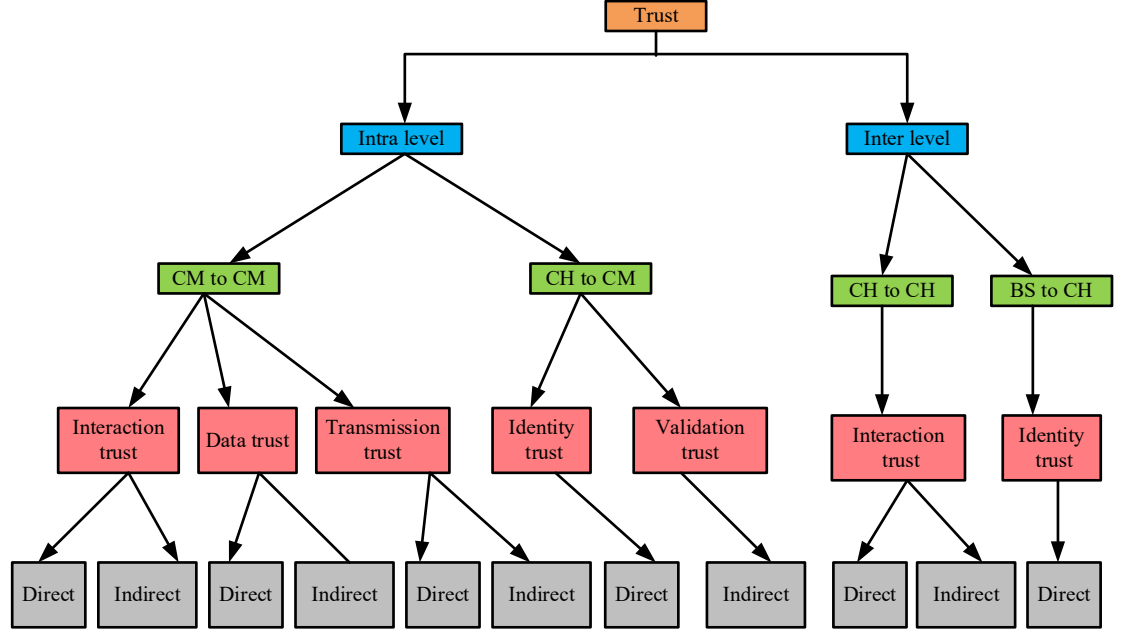 Trust
Intra level
Inter level
CM to CM
CH to CM
CH to CH
BS to CH
Interaction
trust
Data trust
Transmission
trust
Identity
trust
Validation
trust
Interaction
trust
Identity
trust
Direct
Indirect
Direct
Indirect
Direct
Indirect
Direct
Indirect
Direct
Indirect
Direct